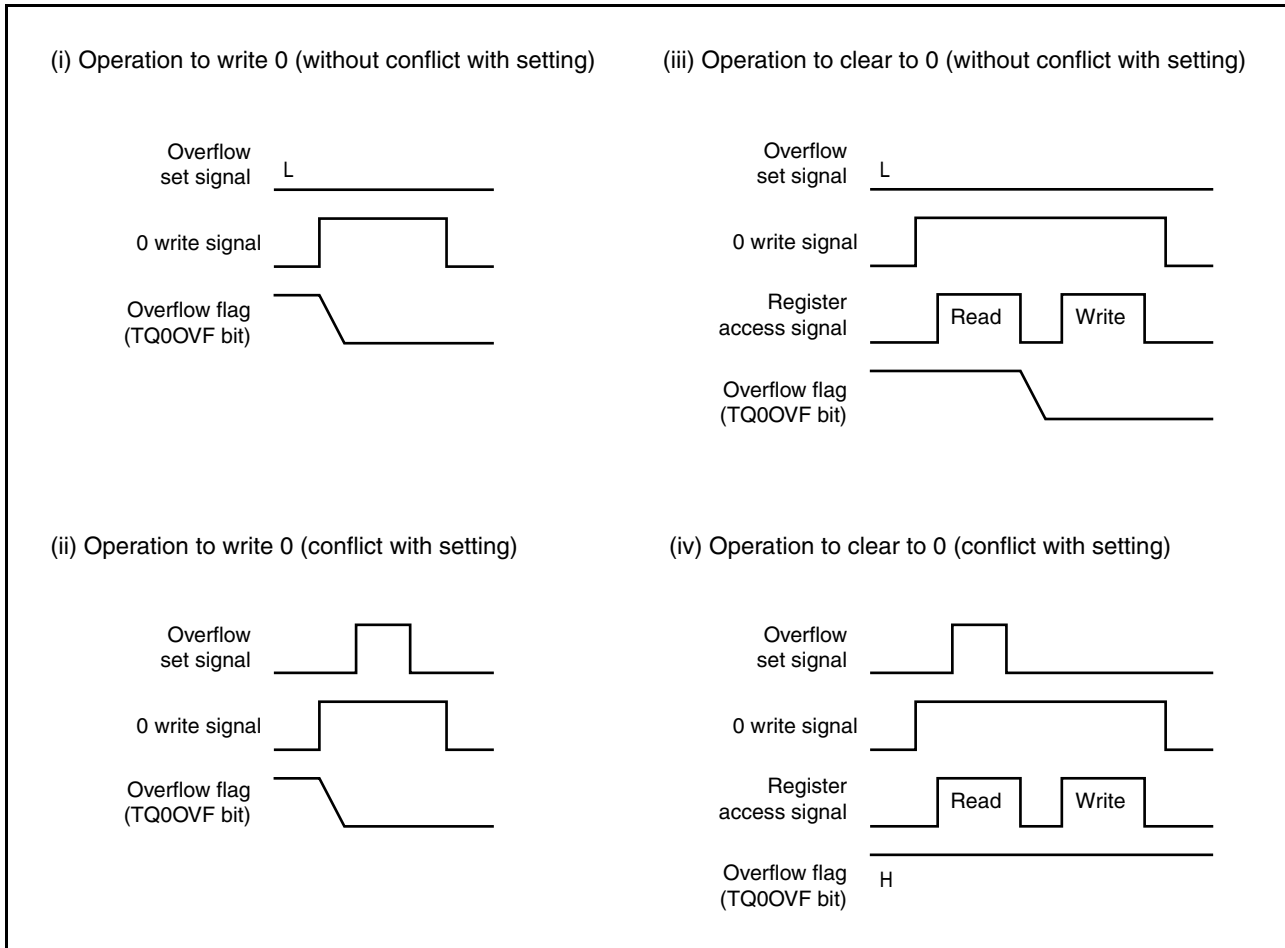 (i) Operation to write 0 (without conflict with setting)
Overflow
set signal
L
0 write signal
Overflow flag
(TQ0OVF bit)
(iii) Operation to clear to 0 (without conflict with setting)
Overflow
set signal
L
0 write signal
Register
access signal
Read
Write
Overflow flag
(TQ0OVF bit)
(ii) Operation to write 0 (conflict with setting)
Overflow
set signal
0 write signal
Overflow flag
(TQ0OVF bit)
(iv) Operation to clear to 0 (conflict with setting)
Overflow
set signal
0 write signal
Register
access signal
Read
Write
Overflow flag
(TQ0OVF bit)
H